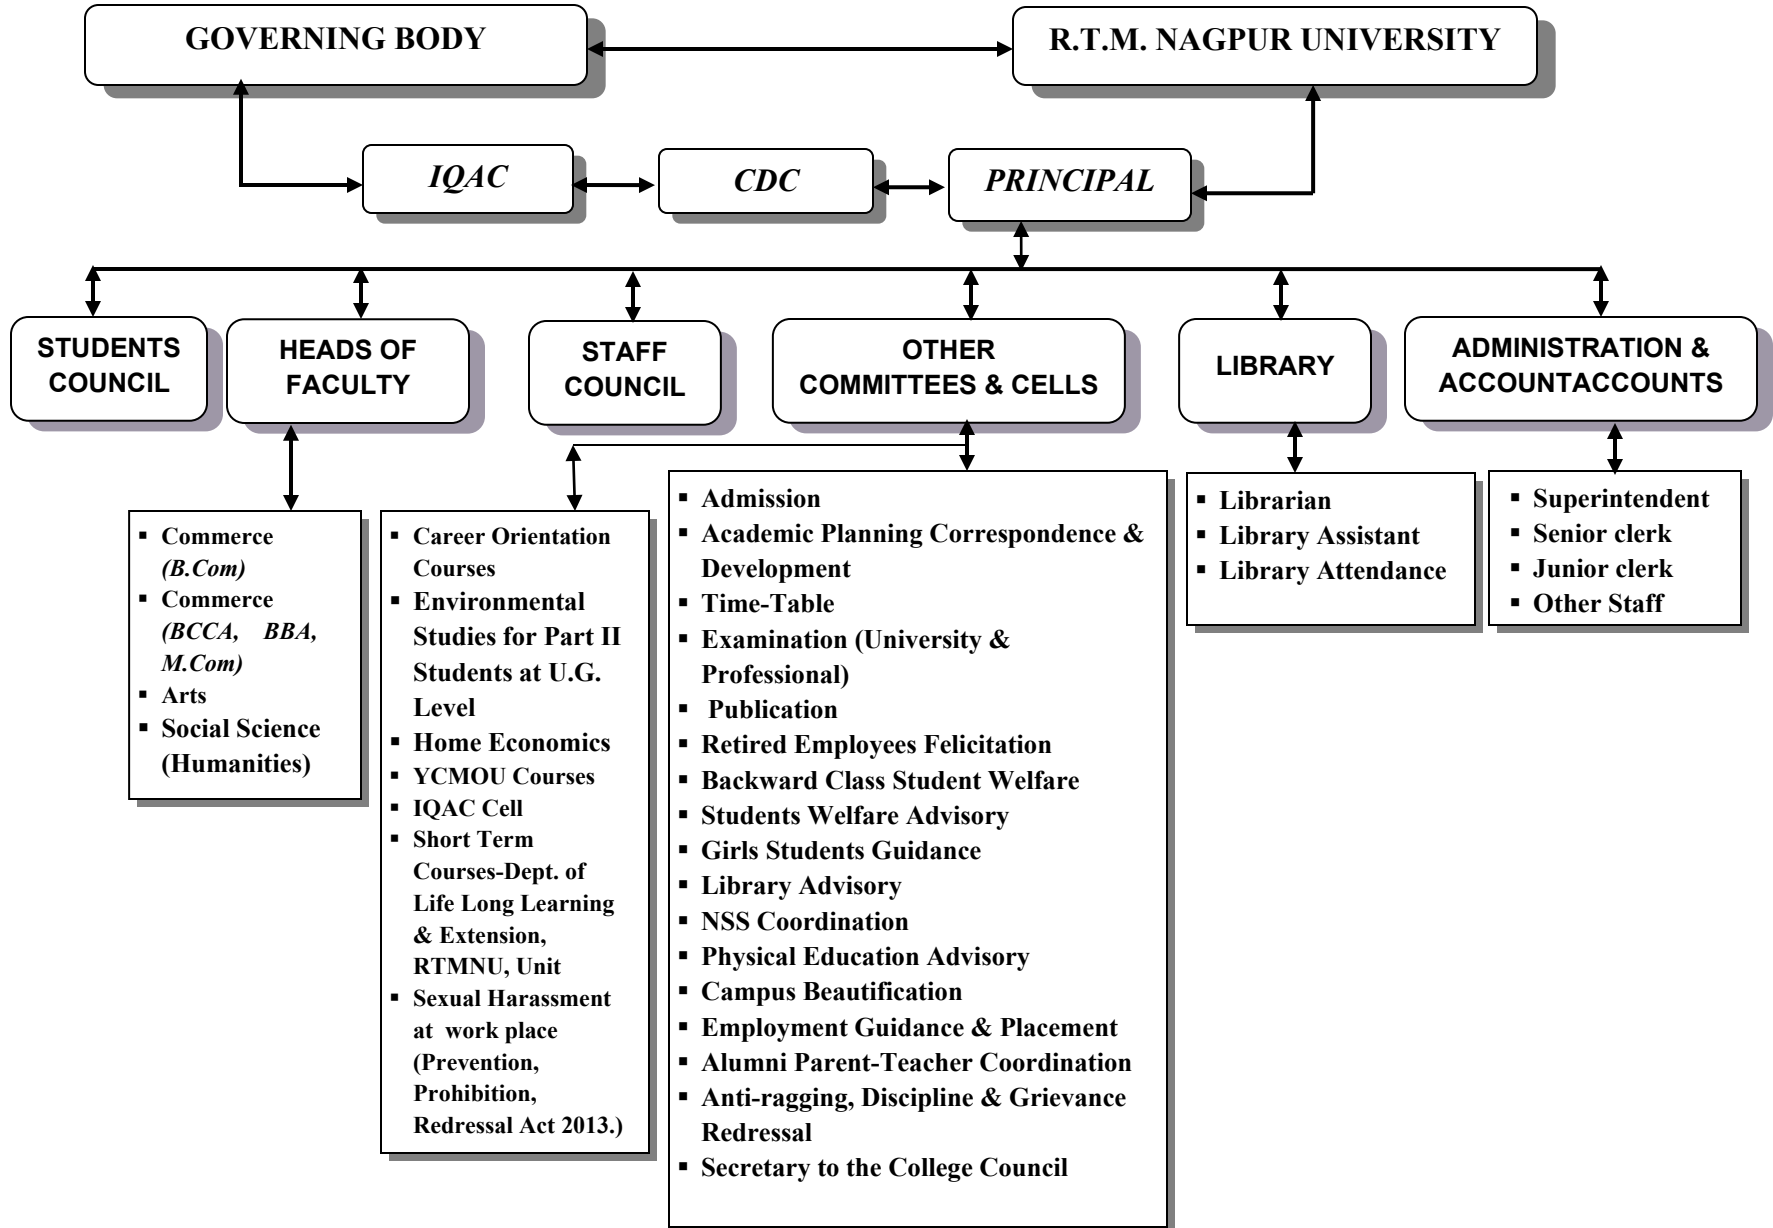 GOVERNING BODY
R.T.M. NAGPUR UNIVERSITY
IQAC
CDC
PRINCIPAL
STUDENTS
COUNCIL
HEADS OF
FACULTY
STAFF
COUNCIL
OTHER
COMMITTEES & CELLS
LIBRARY
ADMINISTRATION &
ACCOUNTACCOUNTS
▪ Commerce
(B.Com)
▪ Commerce
(BCCA, BBA,
M.Com)
▪ Arts
▪ Social Science
(Humanities)
▪ Career Orientation
Courses
▪ Environmental
Studies for Part II
Students at U.G.
Level
▪ Home Economics
▪ YCMOU Courses
▪ IQAC Cell
▪ Short Term
Courses-Dept. of
Life Long Learning
& Extension,
RTMNU, Unit
▪ Sexual Harassment
at work place
(Prevention,
Prohibition,
Redressal Act 2013.)
▪ Admission
▪ Academic Planning Correspondence &
Development
▪ Time-Table
▪ Examination (University &
Professional)
▪ Publication
▪ Retired Employees Felicitation
▪ Backward Class Student Welfare
▪ Students Welfare Advisory
▪ Girls Students Guidance
▪ Library Advisory
▪ NSS Coordination
▪ Physical Education Advisory
▪ Campus Beautification
▪ Employment Guidance & Placement
▪ Alumni Parent-Teacher Coordination
▪ Anti-ragging, Discipline & Grievance
Redressal
▪ Secretary to the College Council
▪ Librarian
▪ Library Assistant
▪ Library Attendance
▪ Superintendent
▪ Senior clerk
▪ Junior clerk
▪ Other Staff